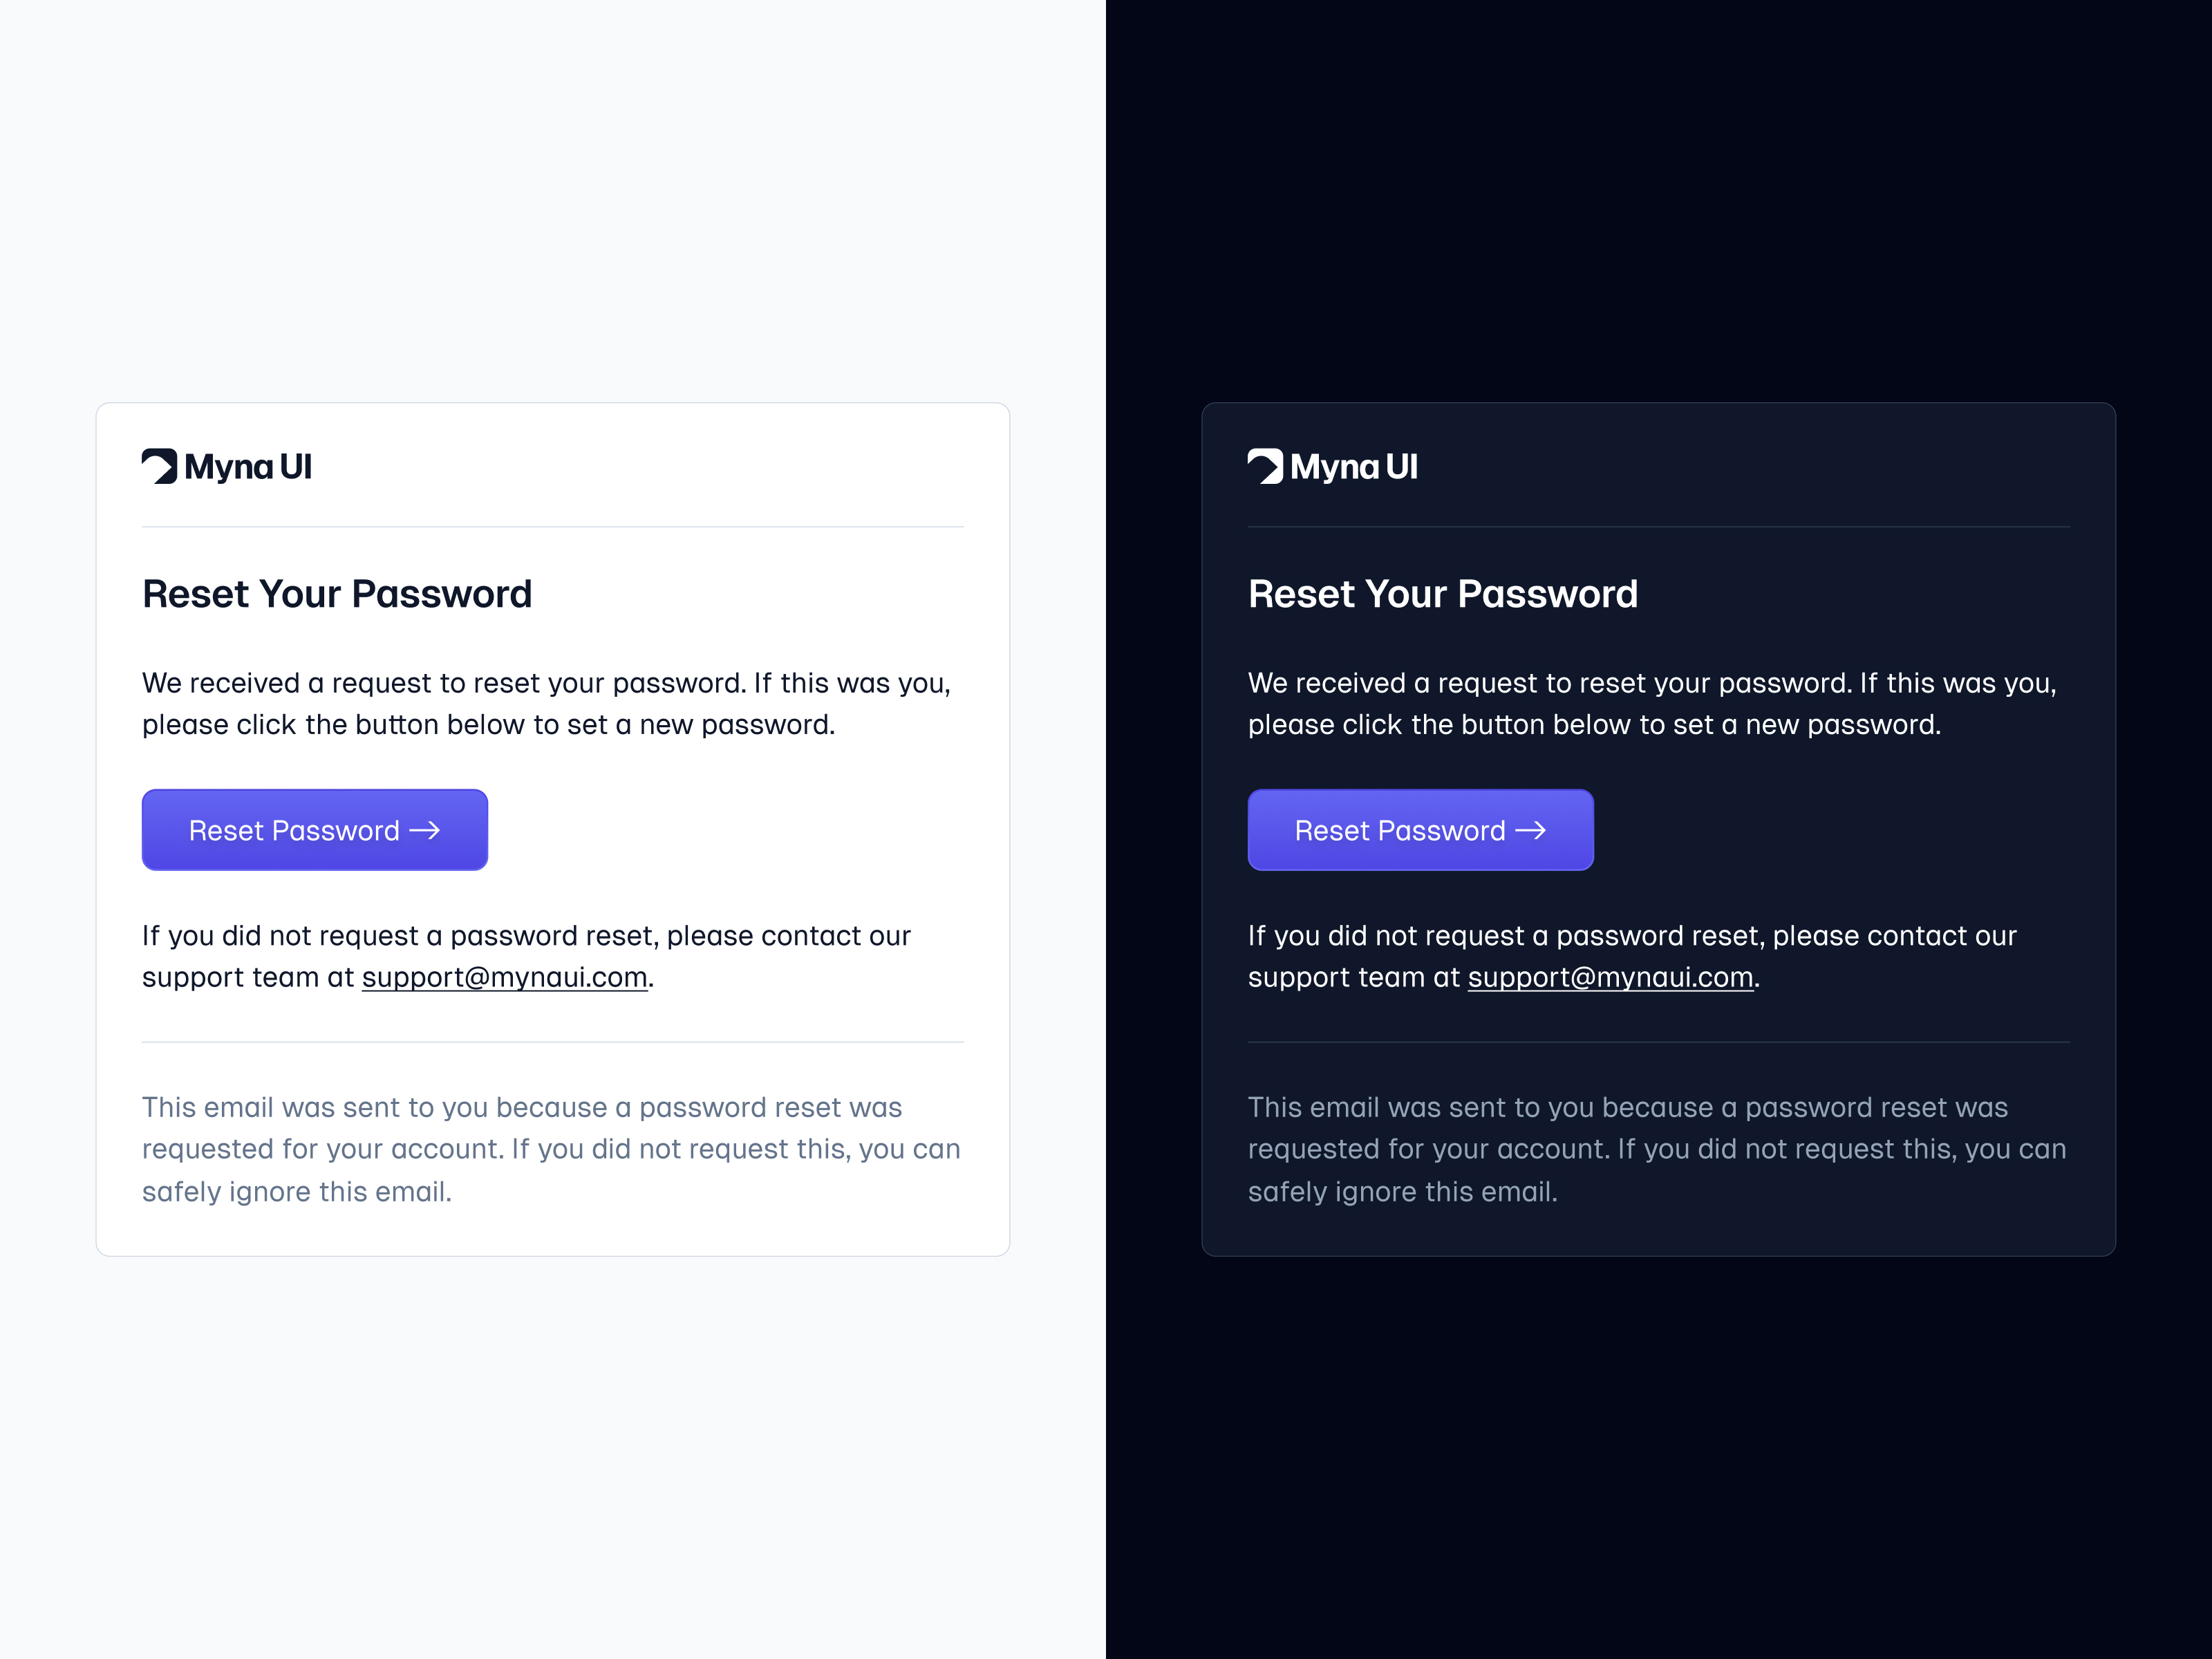 Myna UI
Reset Your Password
We received a request to reset your password. If this was you,
please click the button below to set a new password.
Reset Password →
If you did not request a password reset, please contact our
support team at support@mynaui.com.
This email was sent to you because a password reset was
requested for your account. If you did not request this, you can
safely ignore this email.
Myna UI
Reset Your Password
We received a request to reset your password. If this was you,
please click the button below to set a new password.
Reset Password →
If you did not request a password reset, please contact our
support team at support@mynaui.com.
This email was sent to you because a password reset was
requested for your account. If you did not request this, you can
safely ignore this email.